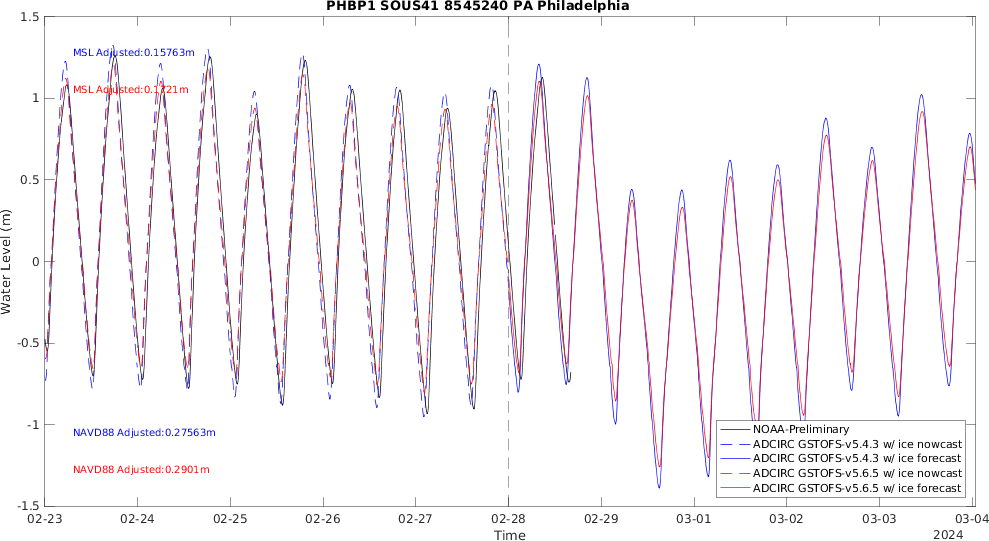 PHBP1 SOUS41 8545240 PA Philadelphia
1.5
1
0.5
0
-0.5
-1
-1.5
Water Level (m)
MSL Adjusted:0.15763m
MSL Adjusted:0.1721m
NAVD88 Adjusted:0.27563m
NAVD88 Adjusted:0.2901m
NOAA-Preliminary
ADCIRC GSTOFS-v5.4.3 w/ ice nowcast
ADCIRC GSTOFS-v5.4.3 w/ ice forecast
ADCIRC GSTOFS-v5.6.5 w/ ice nowcast
ADCIRC GSTOFS-v5.6.5 w/ ice forecast
02-23 02-24 02-25 02-26 02-27 02-28 02-29 03-01 03-02 03-03 03-04
Time
2024